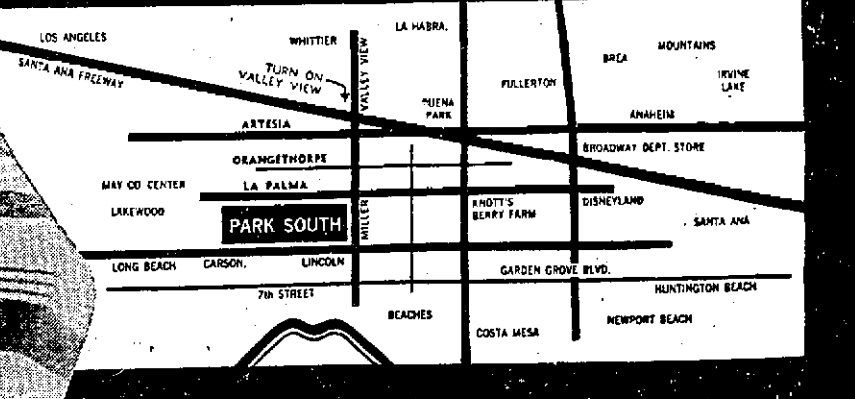 LA HABRA.
LOS ANGELES
WHITTIER
VALLEY VIEW
BREA
MOUNTAINS
SANTA ANA FREEWAY
TURN ON
VALLEY VIEW
FULLERTON
IRVINE
LAKE
BUENA
PARK
ANAHEIM
ARTESIA
BROADWAY DEPT. STORE
ORANGETHORPE
MAY CO CENTER
LA PALMA
KNOTT'S
BERRY FARM
DISNEYLAND
LAKEWOOD
PARK SOUTH
MILLER
SANTA ANA
LONG BEACH
CARSON,
LINCOLN
GARDEN GROVE BLVD.
7th STREET
HUNTINGTON BEACH
BEACHES
COSTA MESA
NEWPORT BEACH